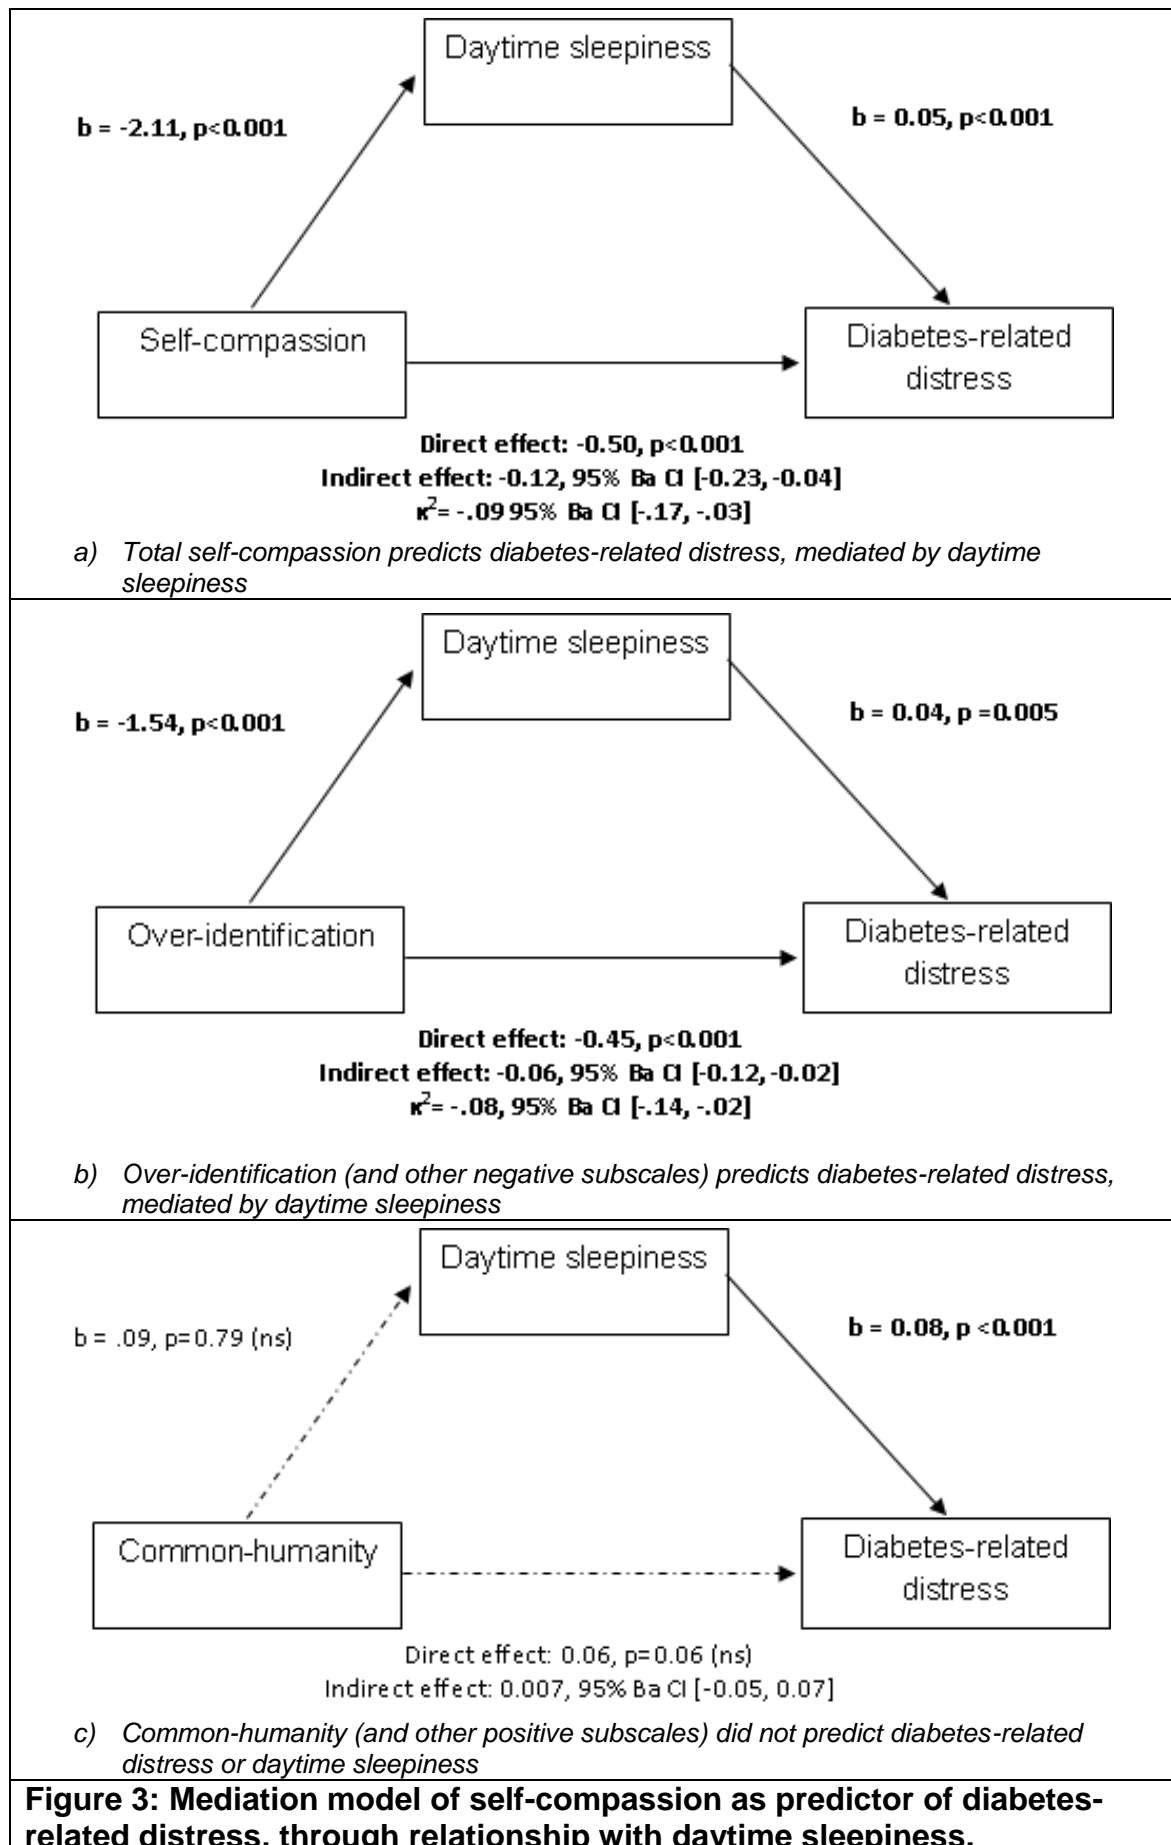 Daytime sleepiness
b = -2.11, p<0.001
b = 0.05, p<0.001
Self-compassion
Diabetes-related
distress
Direct effect: -0.50, p<0.001
Indirect effect: -0.12, 95% Ba CI [-0.23, -0.04]
κ²= -.09 95% Ba CI [-.17, -.03]
a) Total self-compassion predicts diabetes-related distress, mediated by daytime
sleepiness
Daytime sleepiness
b = -1.54, p<0.001
b = 0.04, p =0.005
Over-identification
Diabetes-related
distress
Direct effect: -0.45, p<0.001
Indirect effect: -0.06, 95% Ba CI [-0.12, -0.02]
κ²= -.08, 95% Ba CI [-.14, -.02]
b) Over-identification (and other negative subscales) predicts diabetes-related distress,
mediated by daytime sleepiness
Daytime sleepiness
b = .09, p=0.79 (ns)
b = 0.08, p <0.001
Common-humanity
Diabetes-related
distress
Direct effect: 0.06, p=0.06 (ns)
Indirect effect: 0.007, 95% Ba CI [-0.05, 0.07]
c) Common-humanity (and other positive subscales) did not predict diabetes-related
distress or daytime sleepiness
Figure 3: Mediation model of self-compassion as predictor of diabetes-
related distress, through relationship with daytime sleepiness.